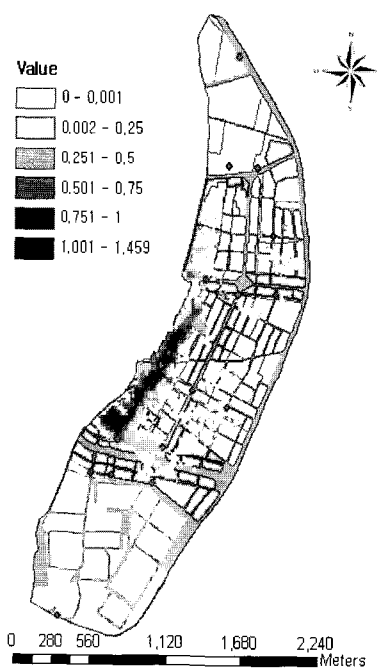 N
Value
0 - 0,001
0,002 - 0,25
0,251 - 0,5
0,501 - 0,75
0,751 - 1
1,001 - 1,459
0 280 560 1,120 1,680 2,240
Meters